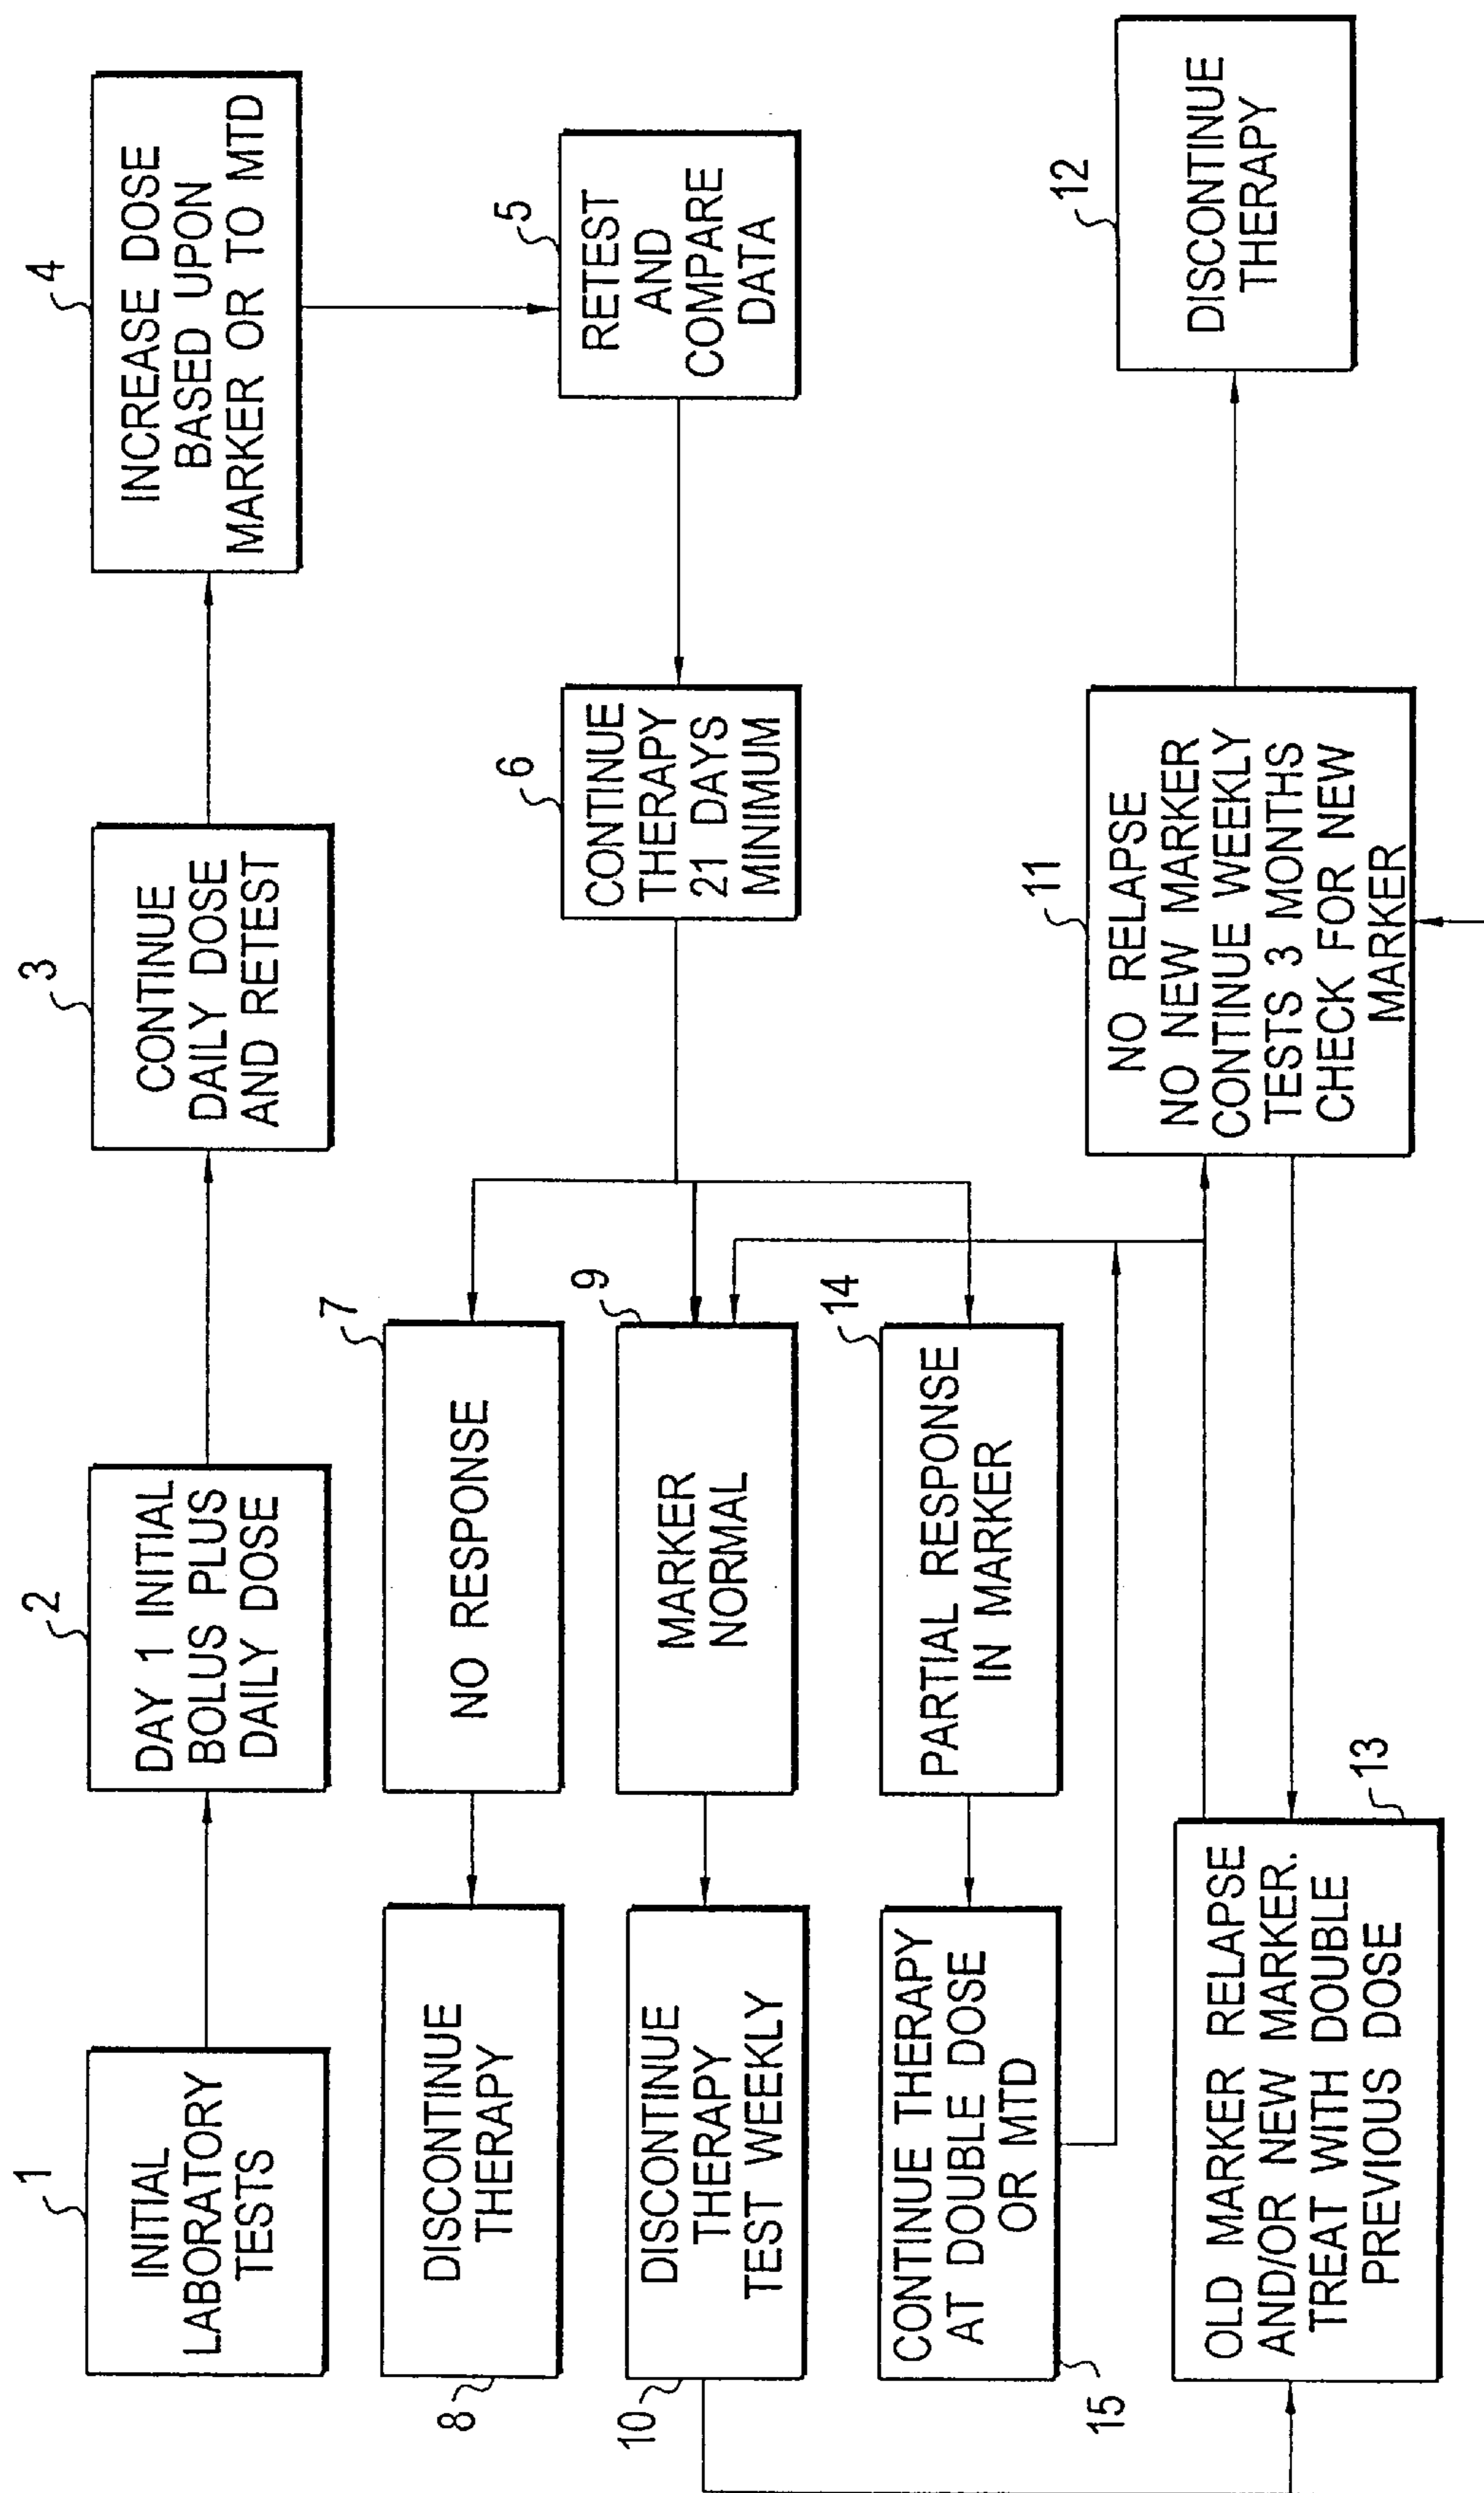 1
INITIAL
LABORATORY
TESTS
2
DAY 1 INITIAL
BOLUS PLUS
DAILY DOSE
3
CONTINUE
DAILY DOSE
AND RETEST
4
INCREASE DOSE
BASED UPON
MARKER OR TO MTD
5
RETEST
AND
COMPARE
DATA
6
CONTINUE
THERAPY
21 DAYS
MINIMUM
7
NO RESPONSE
8
DISCONTINUE
THERAPY
9
MARKER
NORMAL
10
DISCONTINUE
THERAPY
TEST WEEKLY
14
PARTIAL RESPONSE
IN MARKER
15
CONTINUE THERAPY
AT DOUBLE DOSE
OR MTD
11
NO RELAPSE
NO NEW MARKER
CONTINUE WEEKLY
TESTS 3 MONTHS
CHECK FOR NEW
MARKER
12
DISCONTINUE
THERAPY
13
OLD MARKER RELAPSE
AND/OR NEW MARKER.
TREAT WITH DOUBLE
PREVIOUS DOSE